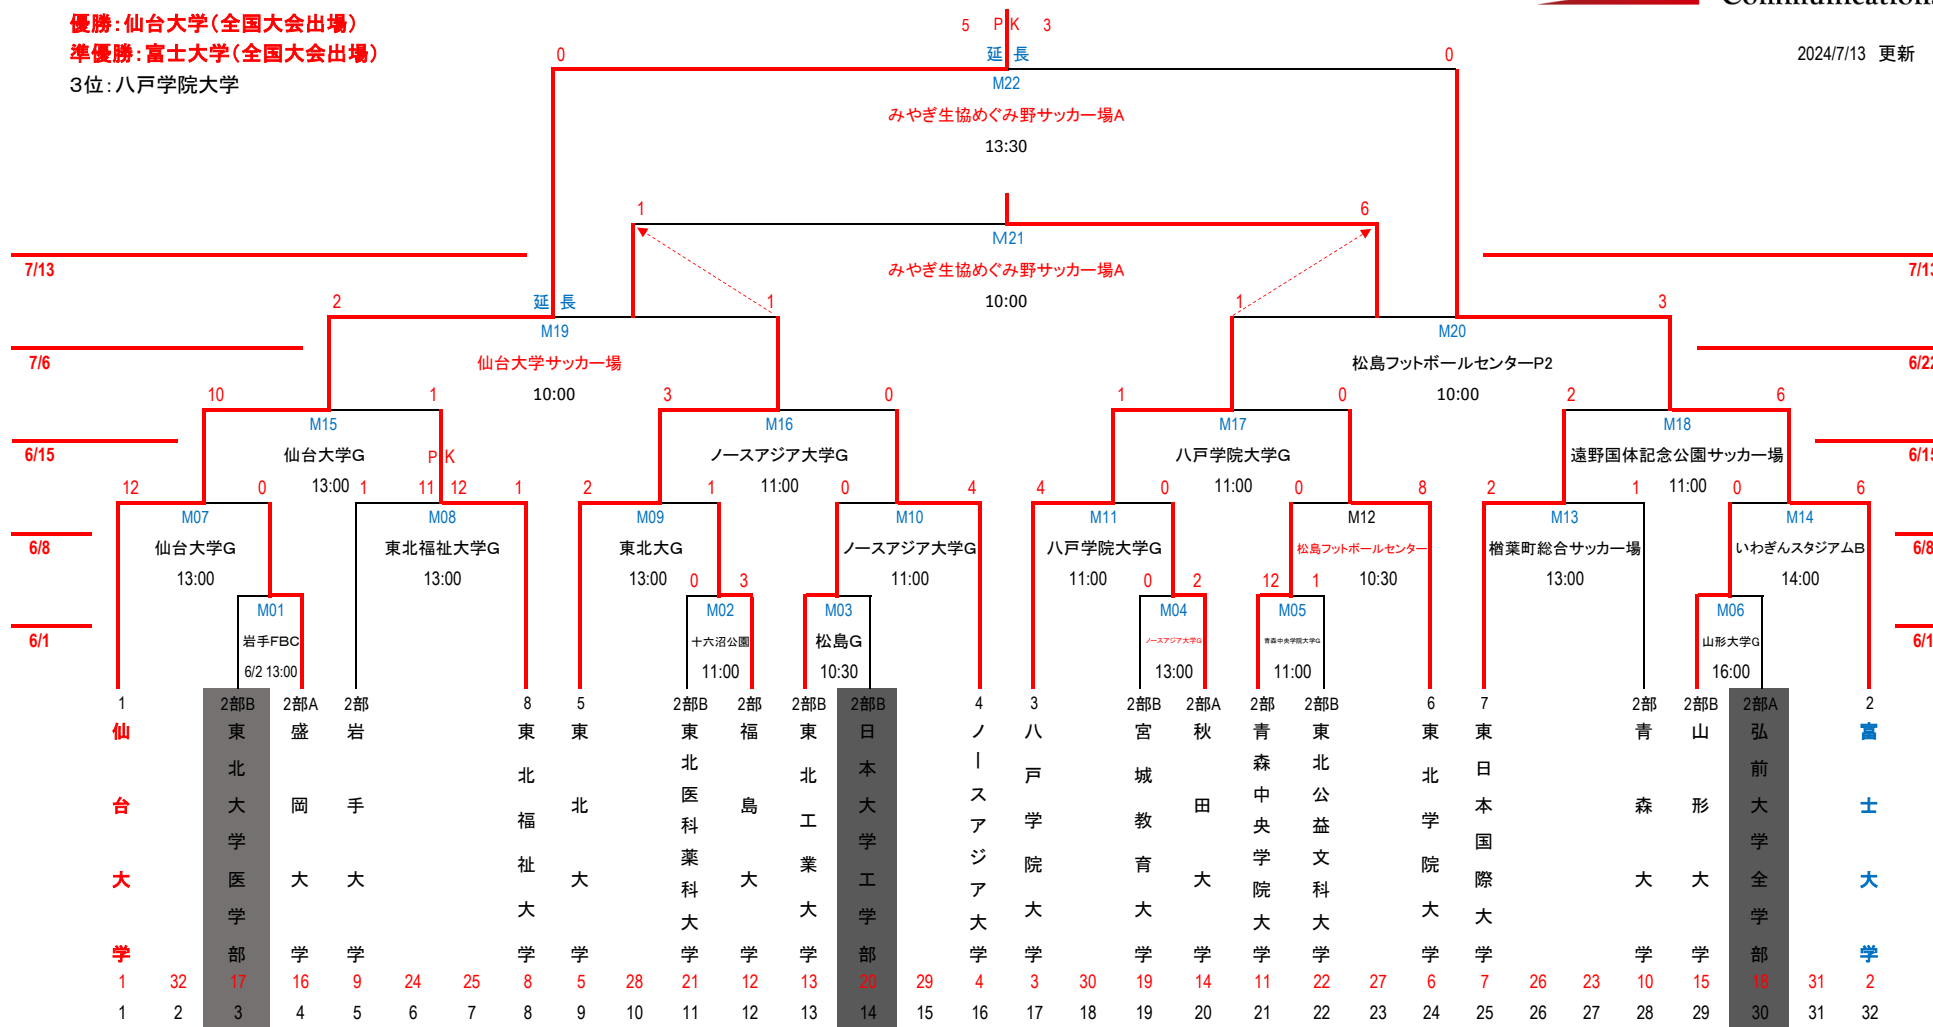 Communications
優勝:仙台大学(全国大会出場)
準優勝:富士大学(全国大会出場)
3位:八戸学院大学
2024/7/13 更新
5 PK 3
0 延長 0
M22
みやぎ生協めぐみ野サッカー場A
13:30
1 6
M21
みやぎ生協めぐみ野サッカー場A
10:00
7/13 7/13
2 延長 1 1 3
M19 M20
仙台大学サッカー場 松島フットボールセンターP2
7/6 6/22
10:00 10:00
10 1 3 0 1 0 2 6
M15 M16 M17 M18
仙台大学G ノースアジア大学G 八戸学院大学G 遠野国体記念公園サッカー場
6/15 PK 6/15
13:00 11:00 11:00 11:00
12 0 1 11 12 1 2 1 0 4 4 0 0 8 2 1 0 6
M07 M08 M09 M10 M11 M12 M13 M14
仙台大学G 東北福祉大学G 東北大G ノースアジア大学G 八戸学院大学G 松島フットボールセンター 楢葉町総合サッカー場 いわぎんスタジアムB
6/8 6/8
13:00 13:00 13:00 11:00 11:00 10:30 13:00 14:00
0 3 0 2 12 1
M01 M02 M03 M04 M05 M06
岩手FBC 十六沼公園 松島G ノースアジア大学G 青森中央学院大学G 山形大学G
6/1 6/1
6/2 13:00 11:00 10:30 13:00 11:00 16:00
1 2部B 2部A 2部 8 5 2部B 2部 2部B 2部B 4 3 2部B 2部A 2部 2部B 6 7 2部 2部B 2部A 2
仙台大学
東北大学医学部
盛岡大学
岩手大学
東北福祉大学
東北大学
東北医科薬科大学
福島大学
東北工業大学
日本大学工学部
ノースアジア大学
八戸学院大学
宮城教育大学
秋田大学
青森中央学院大学
東北公益文科大学
東北学院大学
東日本国際大学
青森大学
山形大学
弘前大学全学部
富士大学
1 32 17 16 9 24 25 8 5 28 21 12 13 20 29 4 3 30 19 14 11 22 27 6 7 26 23 10 15 18 31 2
1 2 3 4 5 6 7 8 9 10 11 12 13 14 15 16 17 18 19 20 21 22 23 24 25 26 27 28 29 30 31 32